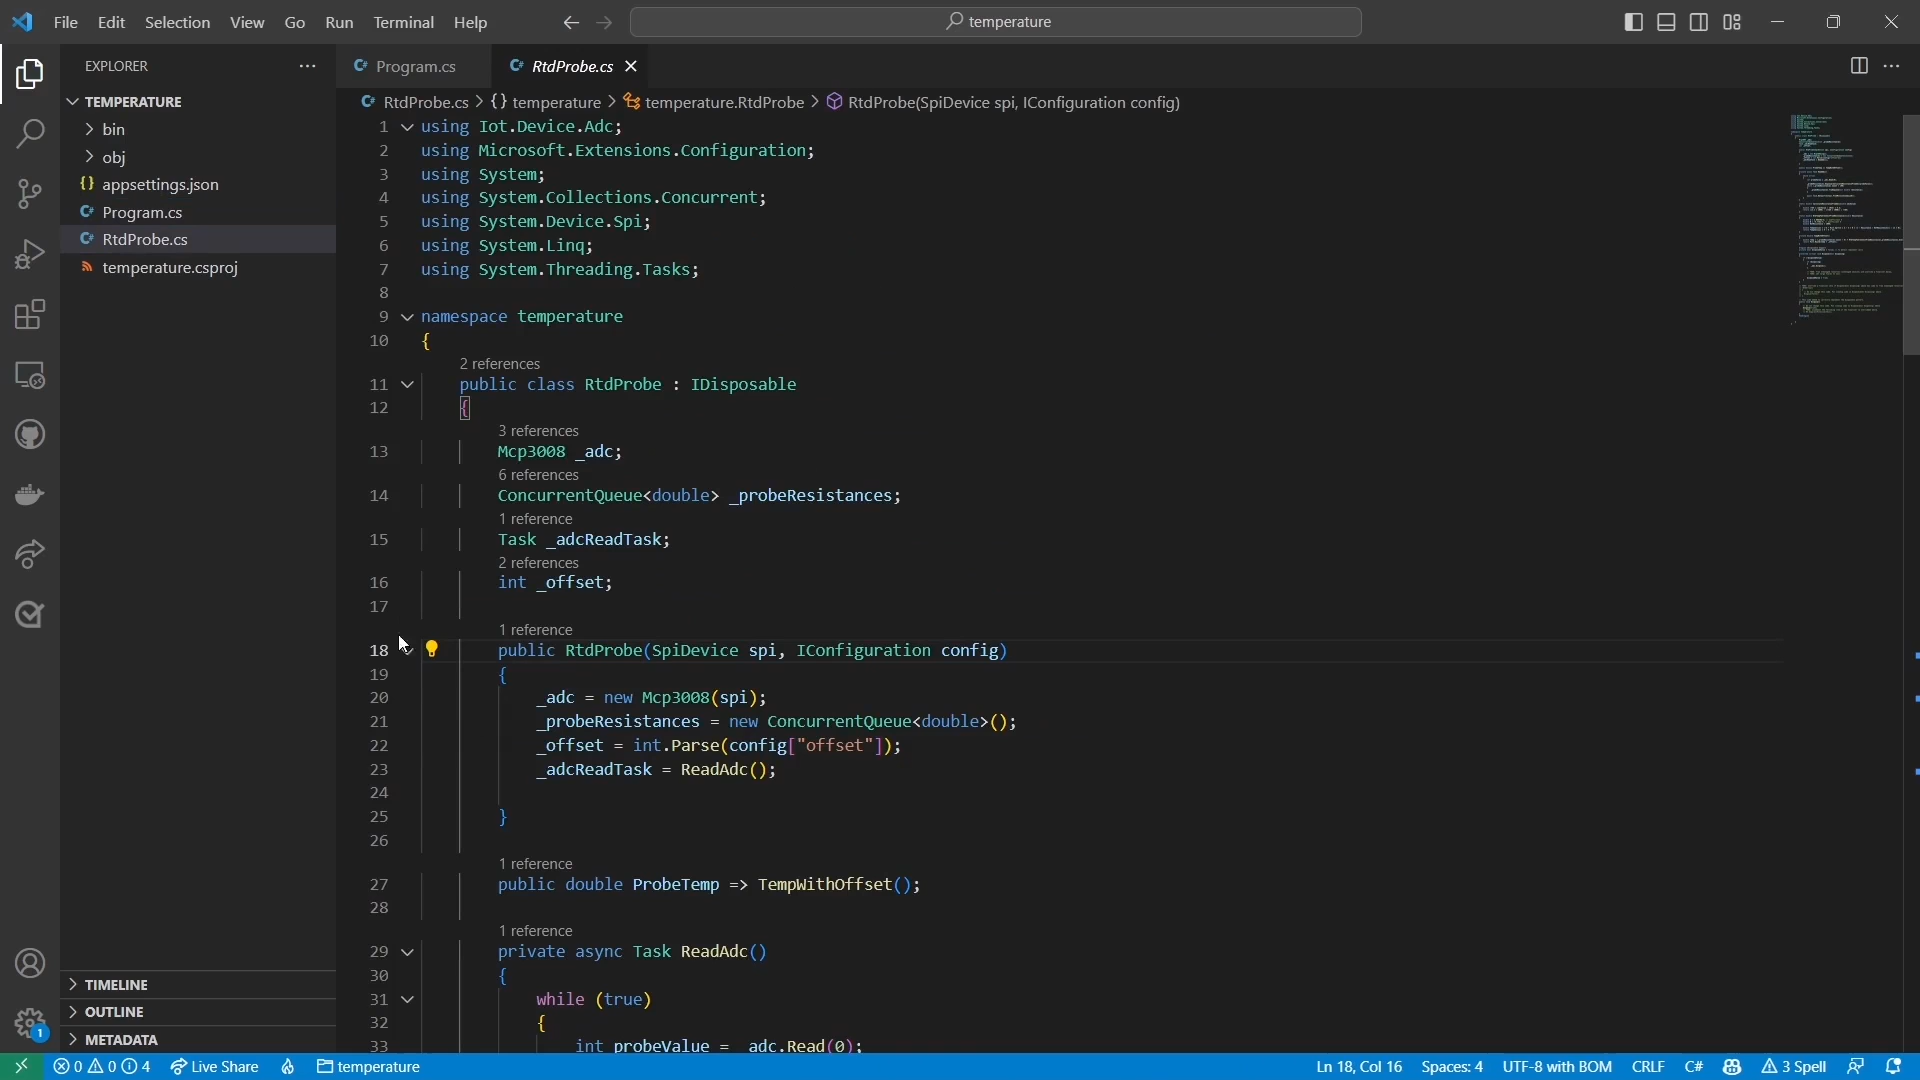 File Edit Selection View Go Run Terminal Help temperature
EXPLORER
TEMPERATURE
bin
obj
{} appsettings.json
C# Program.cs
C# RtdProbe.cs
temperature.csproj
TIMELINE
OUTLINE
METADATA
1
C# Program.cs C# RtdProbe.cs
C# RtdProbe.cs > {} temperature > temperature.RtdProbe > RtdProbe(SpiDevice spi, IConfiguration config)
1 using Iot.Device.Adc;
2 using Microsoft.Extensions.Configuration;
3 using System;
4 using System.Collections.Concurrent;
5 using System.Device.Spi;
6 using System.Linq;
7 using System.Threading.Tasks;
8
9 namespace temperature
10 {
2 references
11 public class RtdProbe : IDisposable
12 {
3 references
13 Mcp3008 _adc;
6 references
14 ConcurrentQueue<double> _probeResistances;
1 reference
15 Task _adcReadTask;
2 references
16 int _offset;
17
1 reference
18 public RtdProbe(SpiDevice spi, IConfiguration config)
19 {
20 _adc = new Mcp3008(spi);
21 _probeResistances = new ConcurrentQueue<double>();
22 _offset = int.Parse(config["offset"]);
23 _adcReadTask = ReadAdc();
24
25 }
26
1 reference
27 public double ProbeTemp => TempWithOffset();
28
1 reference
29 private async Task ReadAdc()
30 {
31 while (true)
32 {
33 int probeValue = _adc.Read(0);
0 0 4 Live Share temperature Ln 18, Col 16 Spaces: 4 UTF-8 with BOM CRLF C# 3 Spell